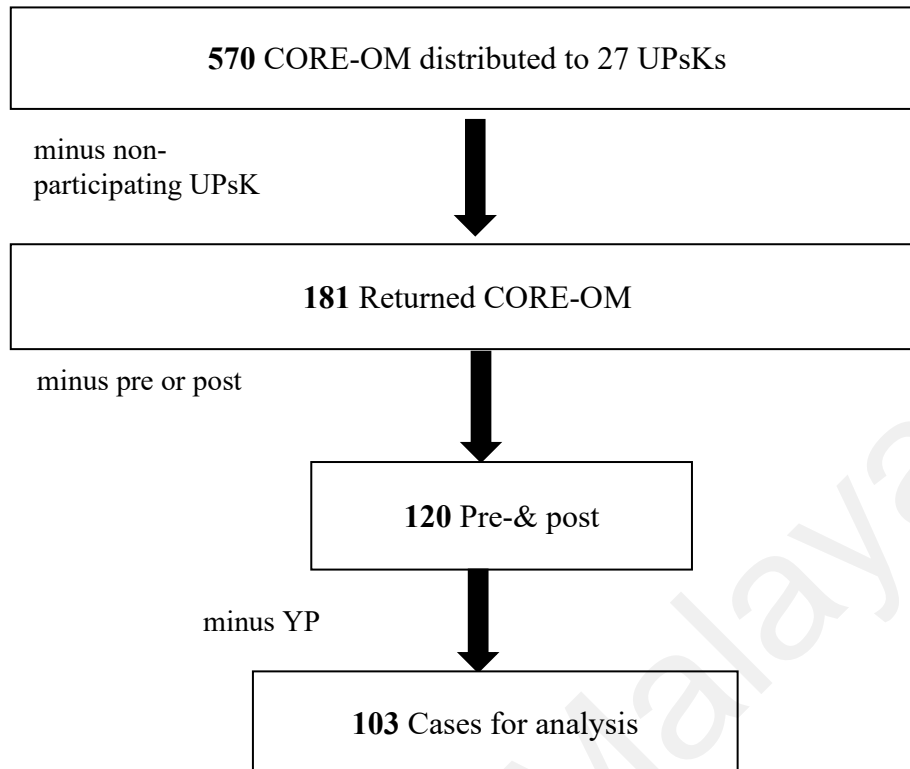 570 CORE-OM distributed to 27 UPsKs
minus non-
participating UPsK
181 Returned CORE-OM
minus pre or post
120 Pre-& post
minus YP
103 Cases for analysis
Malaya